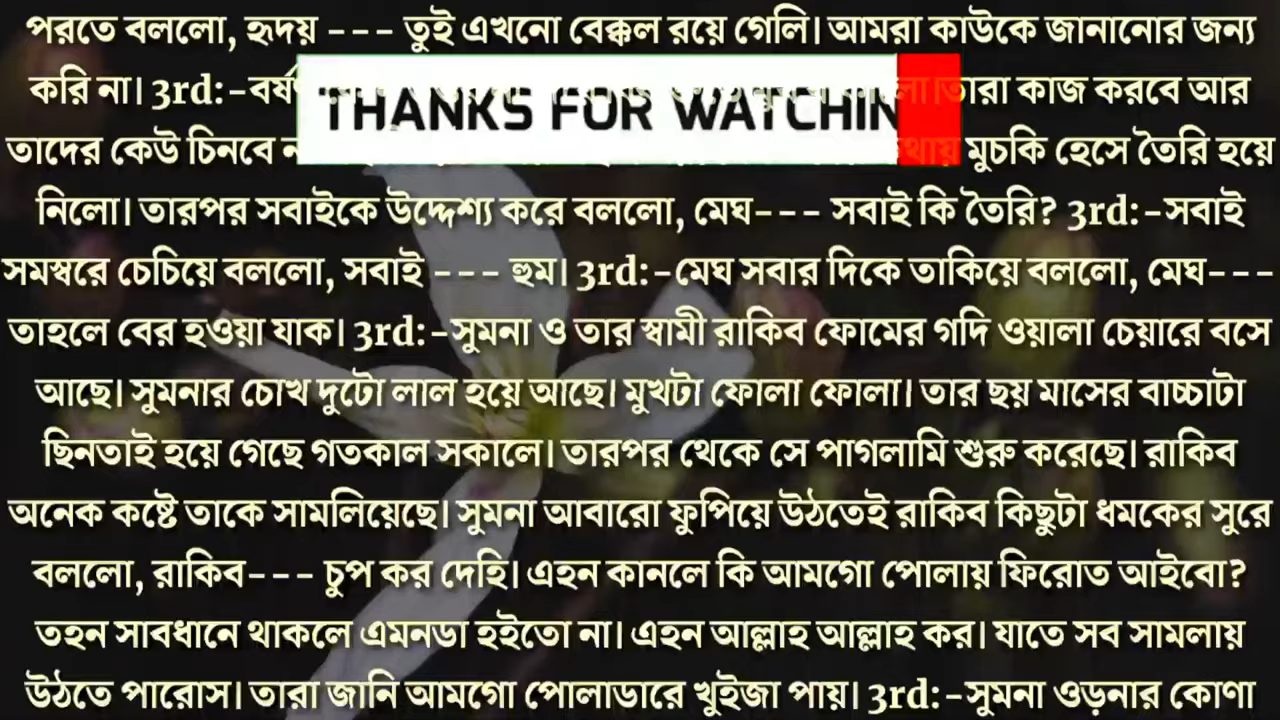 পরতে বললো, হৃদয় --- তুই এখনো বেক্কল রয়ে গেলি। আমরা কাউকে জানানোর জন্য
করি না। 3rd:-বর্ষণ তারা কাজ করবে আর
THANKS FOR WATCHIN
তাদের কেউ চিনবে মুচকি হেসে তৈরি হয়ে
নিলো। তারপর সবাইকে উদ্দেশ্য করে বললো, মেঘ--- সবাই কি তৈরি? 3rd:-সবাই
সমস্বরে চেচিয়ে বললো, সবাই --- হুম। 3rd:-মেঘ সবার দিকে তাকিয়ে বললো, মেঘ---
তাহলে বের হওয়া যাক। 3rd:-সুমনা ও তার স্বামী রাকিব ফোমের গদি ওয়ালা চেয়ারে বসে
আছে। সুমনার চোখ দুটো লাল হয়ে আছে। মুখটা ফোলা ফোলা। তার ছয় মাসের বাচ্চাটা
ছিনতাই হয়ে গেছে গতকাল সকালে। তারপর থেকে সে পাগলামি শুরু করেছে। রাকিব
অনেক কষ্টে তাকে সামলিয়েছে। সুমনা আবারো ফুপিয়ে উঠতেই রাকিব কিছুটা ধমকের সুরে
বললো, রাকিব--- চুপ কর দেহি। এহন কানলে কি আমগো পোলায় ফিরোত আইবো?
তহন সাবধানে থাকলে এমনডা হইতো না। এহন আল্লাহ আল্লাহ কর। যাতে সব সামলায়
উঠতে পারোস। তারা জানি আমগো পোলাডারে খুইজা পায়। 3rd:-সুমনা ওড়নার কোণা